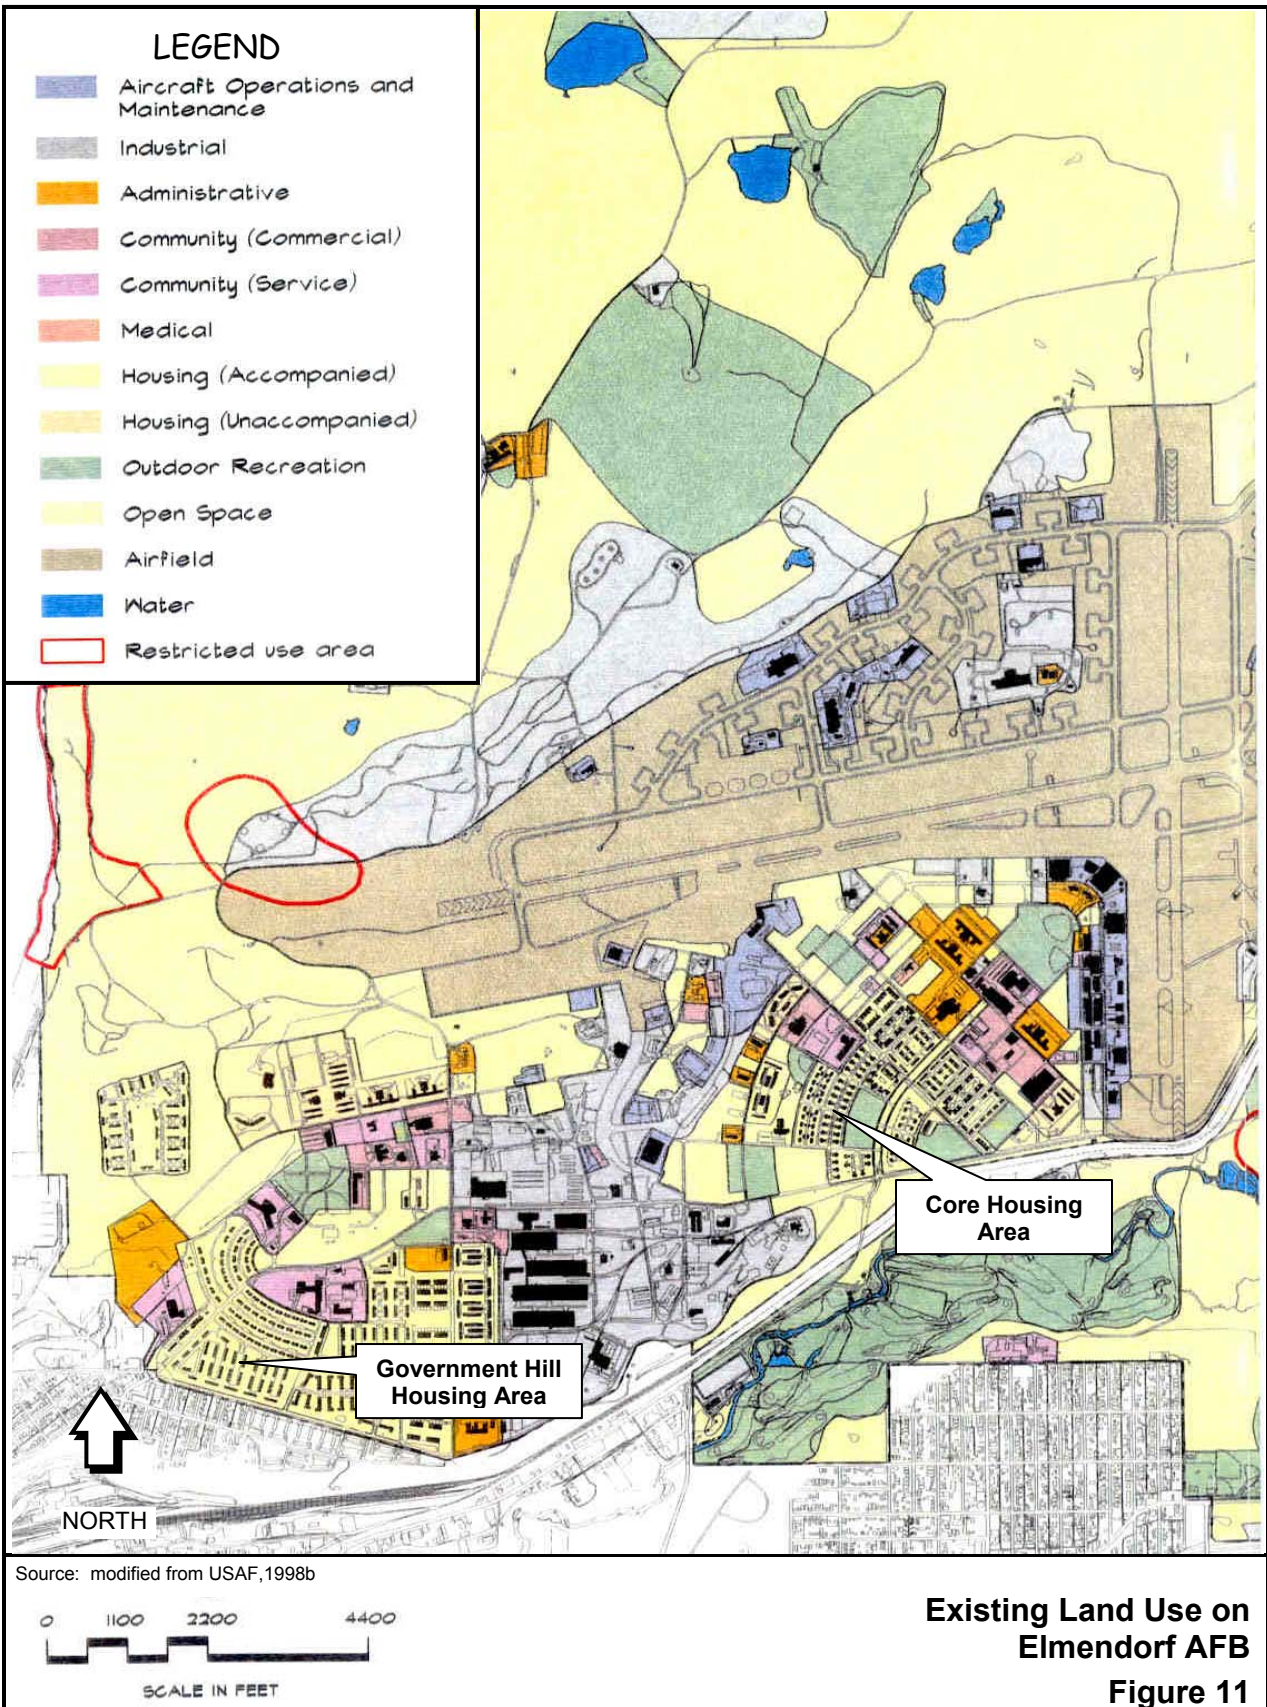 LEGEND
Aircraft Operations and
Maintenance
Industrial
Administrative
Community (Commercial)
Community (Service)
Medical
Housing (Accompanied)
Housing (Unaccompanied)
Outdoor Recreation
Open Space
Airfield
Water
Restricted use area
Core Housing
Area
Government Hill
Housing Area
NORTH
Source: modified from USAF,1998b
0 1100 2200 4400
SCALE IN FEET
Existing Land Use on
Elmendorf AFB
Figure 11